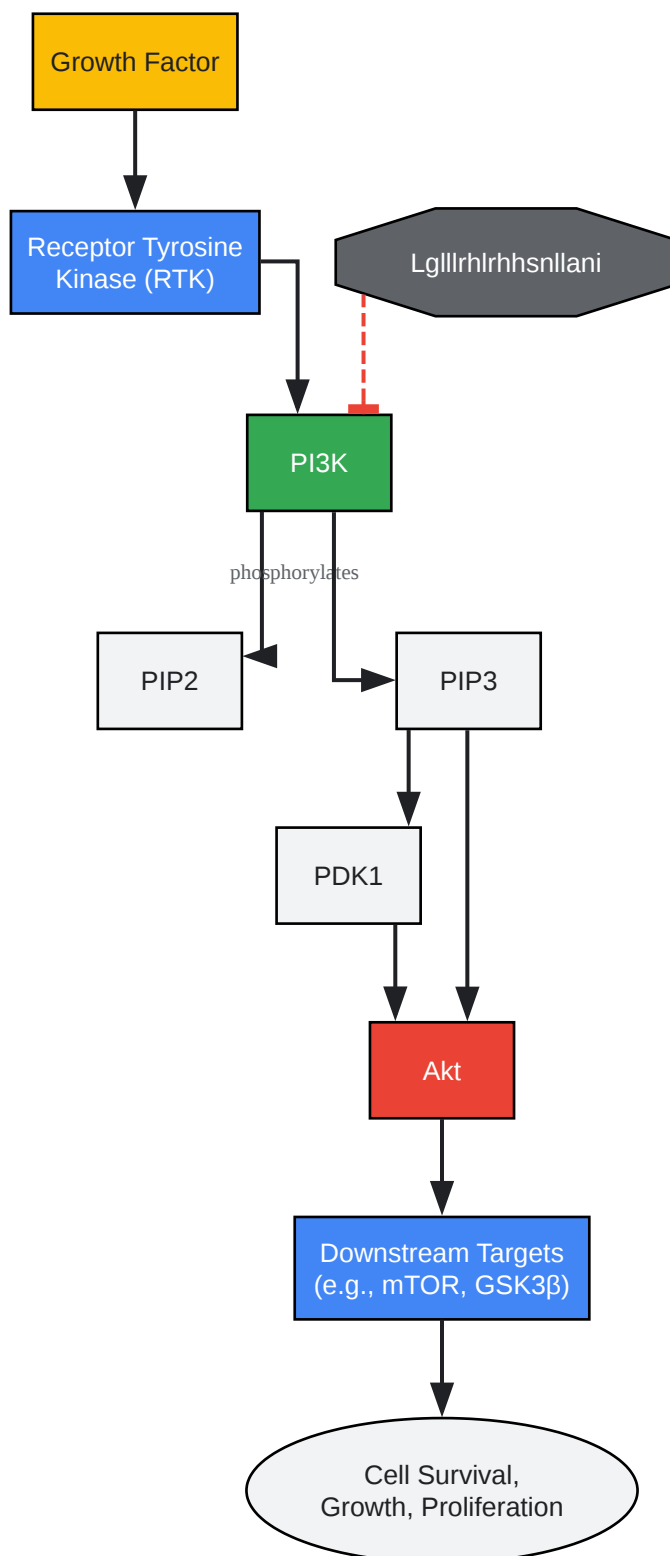 Growth Factor
Receptor Tyrosine
Kinase (RTK)
Lglllrhlrhhsnllani
PI3K
phosphorylates
PIP2
PIP3
PDK1
Akt
Downstream Targets
(e.g., mTOR, GSK3β)
Cell Survival,
Growth, Proliferation